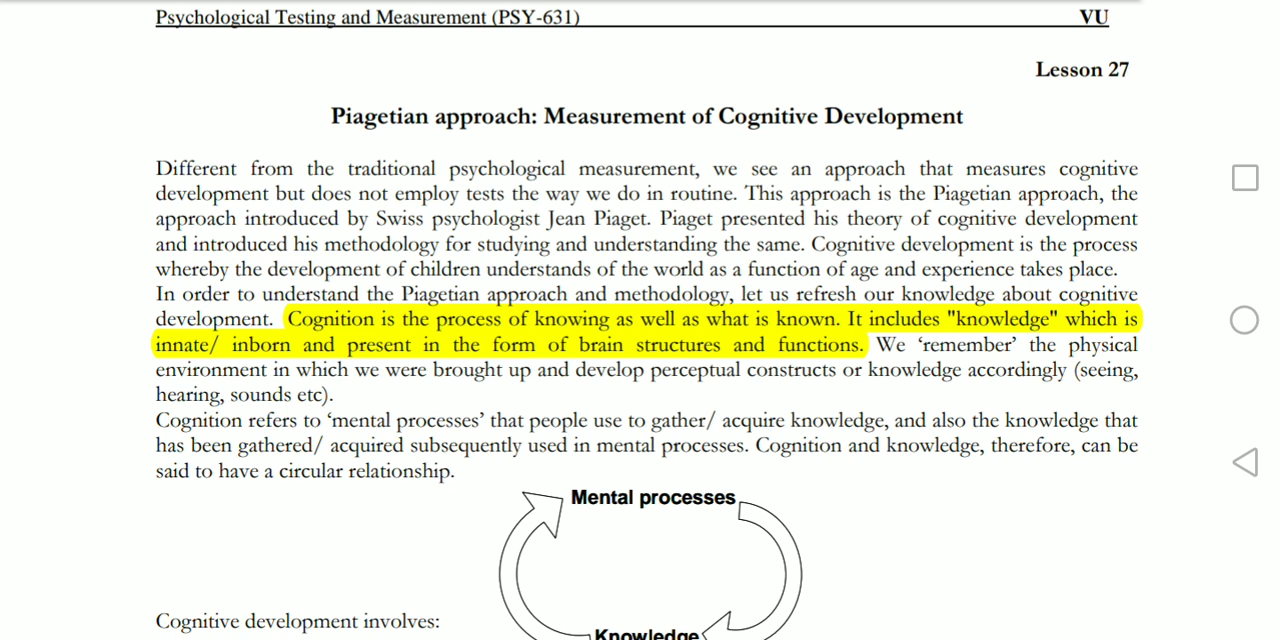 Psychological Testing and Measurement (PSY-631) VU
Lesson 27
Piagetian approach: Measurement of Cognitive Development
Different from the traditional psychological measurement, we see an approach that measures cognitive
development but does not employ tests the way we do in routine. This approach is the Piagetian approach, the
approach introduced by Swiss psychologist Jean Piaget. Piaget presented his theory of cognitive development
and introduced his methodology for studying and understanding the same. Cognitive development is the process
whereby the development of children understands of the world as a function of age and experience takes place.
In order to understand the Piagetian approach and methodology, let us refresh our knowledge about cognitive
development. Cognition is the process of knowing as well as what is known. It includes "knowledge" which is
innate/ inborn and present in the form of brain structures and functions. We ‘remember’ the physical
environment in which we were brought up and develop perceptual constructs or knowledge accordingly (seeing,
hearing, sounds etc).
Cognition refers to ‘mental processes’ that people use to gather/ acquire knowledge, and also the knowledge that
has been gathered/ acquired subsequently used in mental processes. Cognition and knowledge, therefore, can be
said to have a circular relationship.
Mental processes
Cognitive development involves:
Knowledge